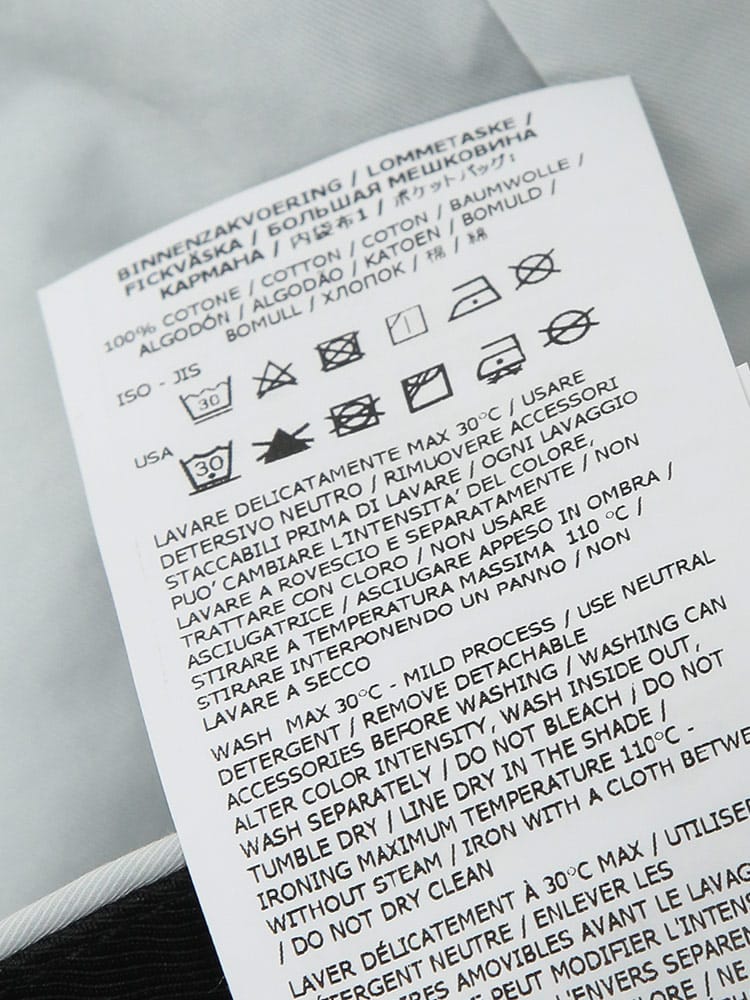 BINNENZAKVOERING / LOMMETASKE /
FICKVÄSKA / БОЛЬШАЯ МЕШКОВИНА
КАРМАНА / 内袋布1 / ポケットバッグ1
100% COTONE / COTTON / COTON / BAUMWOLLE /
ALGODÓN / ALGODÃO / KATOEN / BOMULD /
BOMULL / ХЛОПОК / 棉 / 綿
ISO - JIS
30
USA
30
LAVARE DELICATAMENTE MAX 30°C / USARE
DETERSIVO NEUTRO / RIMUOVERE ACCESSORI
STACCABILI PRIMA DI LAVARE / OGNI LAVAGGIO
PUO' CAMBIARE L'INTENSITA' DEL COLORE,
LAVARE A ROVESCIO E SEPARATAMENTE / NON
TRATTARE CON CLORO / NON USARE
ASCIUGATRICE / ASCIUGARE APPESO IN OMBRA /
STIRARE A TEMPERATURA MASSIMA 110 °C /
STIRARE INTERPONENDO UN PANNO / NON
LAVARE A SECCO
WASH MAX 30°C - MILD PROCESS / USE NEUTRAL
DETERGENT / REMOVE DETACHABLE
ACCESSORIES BEFORE WASHING / WASHING CAN
ALTER COLOR INTENSITY, WASH INSIDE OUT,
WASH SEPARATELY / DO NOT BLEACH / DO NOT
TUMBLE DRY / LINE DRY IN THE SHADE /
IRONING MAXIMUM TEMPERATURE 110°C -
WITHOUT STEAM / IRON WITH A CLOTH BETWE
/ DO NOT DRY CLEAN
LAVER DÉLICATEMENT À 30°C MAX / UTILISE
DÉTERGENT NEUTRE / ENLEVER LES
RES AMOVIBLES AVANT LE LAVAG
PEUT MODIFIER L'INTENS
L'ENVERS SÉPAREM
LORE / NE